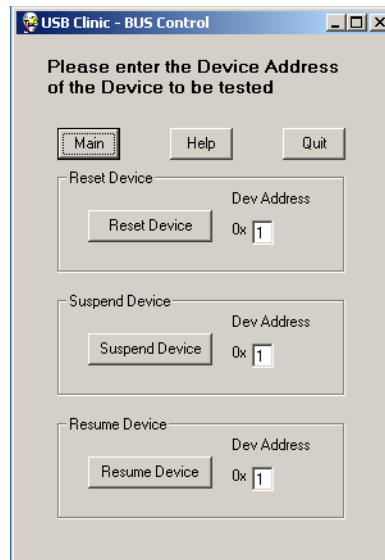 USB Clinic - BUS Control
Please enter the Device Address
of the Device to be tested
Main Help Quit
Reset Device
Dev Address
Reset Device 0x 1
Suspend Device
Dev Address
Suspend Device 0x 1
Resume Device
Dev Address
Resume Device 0x 1